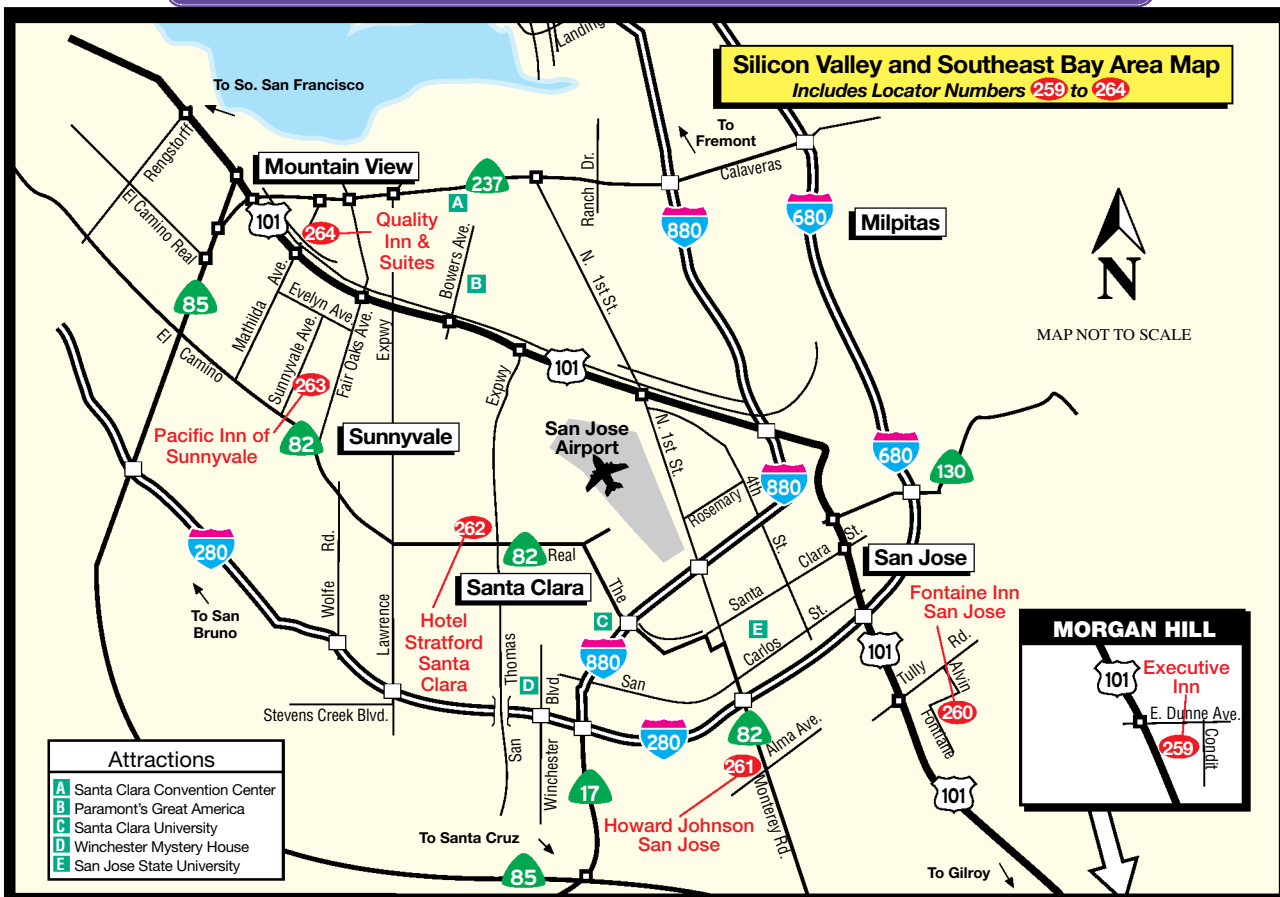 Silicon Valley and Southeast Bay Area Map
Includes Locator Numbers 259 to 264
Landing
To So. San Francisco
To
Fremont
Rengstorff
Mountain View
237
Ranch Dr.
Calaveras
El Camino Real
101
A
264
Quality
Inn &
Suites
880
680
Milpitas
N
MAP NOT TO SCALE
85
Mathilda Ave.
Evelyn Ave.
Sunnyvale Ave.
Fair Oaks Ave.
Expwy
Bowers Ave.
B
N. 1st St.
El Camino
101
Expwy
263
Pacific Inn of
Sunnyvale
82
Sunnyvale
San Jose
Airport
N. 1st St.
Rosemary
4th St.
880
680
130
280
To San
Bruno
Wolfe Rd.
Lawrence
262
82
Real
Santa Clara
The
Santa Clara St.
San Jose
Hotel
Stratford
Santa
Clara
C
880
E
San Carlos St.
101
Fontaine Inn
San Jose
Tully Rd.
Alvin
260
Fontrane
San Thomas
D
Winchester Blvd.
Stevens Creek Blvd.
280
82
Alma Ave.
261
Monterey Rd.
Howard Johnson
San Jose
17
To Santa Cruz
85
101
To Gilroy
MORGAN HILL
101
Executive
Inn
E. Dunne Ave.
259
Condit
Attractions
A Santa Clara Convention Center
B Paramont's Great America
C Santa Clara University
D Winchester Mystery House
E San Jose State University